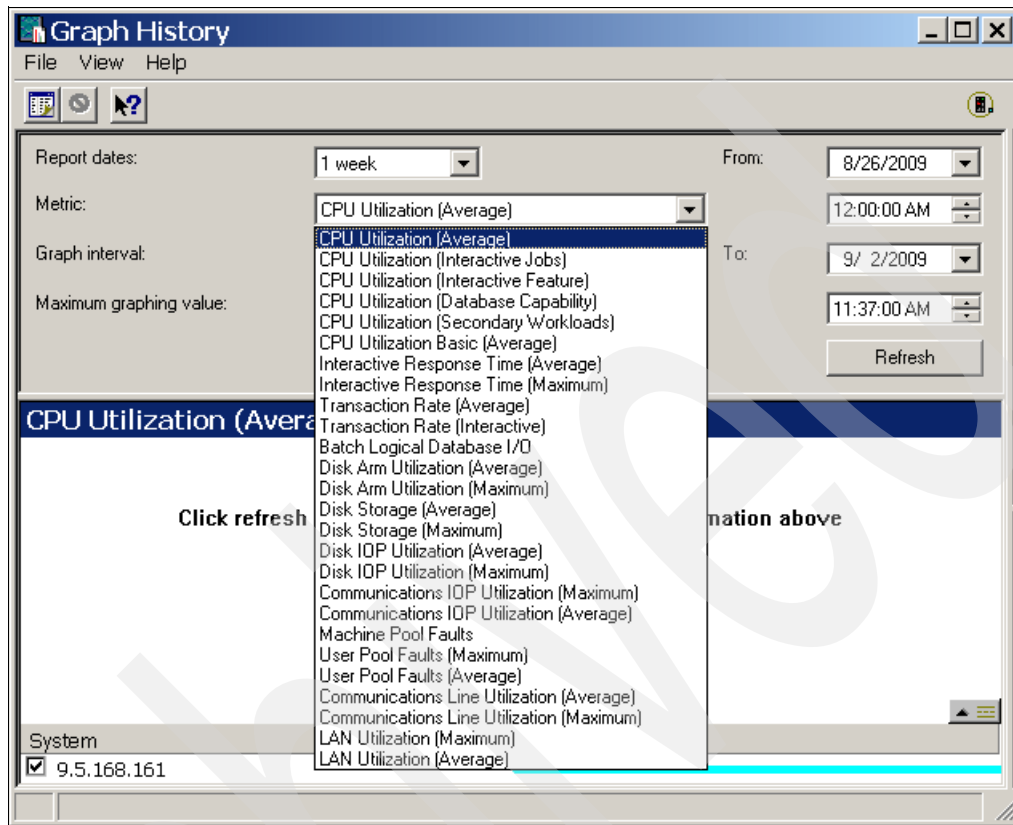 Graph History
File View Help
Report dates:
1 week
From:
8/26/2009
Metric:
CPU Utilization (Average)
12:00:00 AM
Graph interval:
To:
9/ 2/2009
Maximum graphing value:
11:37:00 AM
Refresh
CPU Utilization (Average)
CPU Utilization (Interactive Jobs)
CPU Utilization (Interactive Feature)
CPU Utilization (Database Capability)
CPU Utilization (Secondary Workloads)
CPU Utilization Basic (Average)
Interactive Response Time (Average)
Interactive Response Time (Maximum)
Transaction Rate (Average)
Transaction Rate (Interactive)
Batch Logical Database I/O
Disk Arm Utilization (Average)
Disk Arm Utilization (Maximum)
Disk Storage (Average)
Disk Storage (Maximum)
Disk IOP Utilization (Average)
Disk IOP Utilization (Maximum)
Communications IOP Utilization (Maximum)
Communications IOP Utilization (Average)
Machine Pool Faults
User Pool Faults (Maximum)
User Pool Faults (Average)
Communications Line Utilization (Average)
Communications Line Utilization (Maximum)
LAN Utilization (Maximum)
LAN Utilization (Average)
CPU Utilization (Avera
Click refresh mation above
System
9.5.168.161